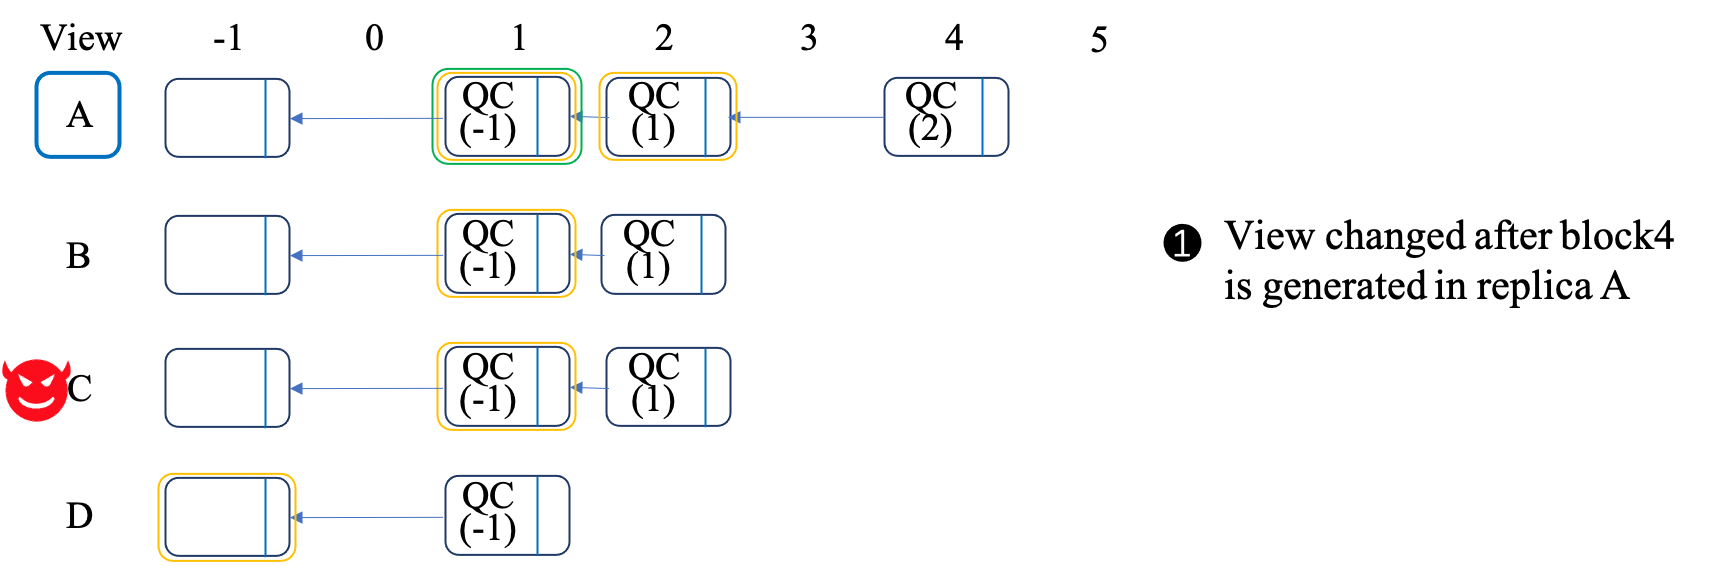 View -1 0 1 2 3 4 5
A QC QC QC
(-1) (1) (2)
B QC QC
(-1) (1)
❶ View changed after block4
is generated in replica A
C QC QC
(-1) (1)
D QC
(-1)